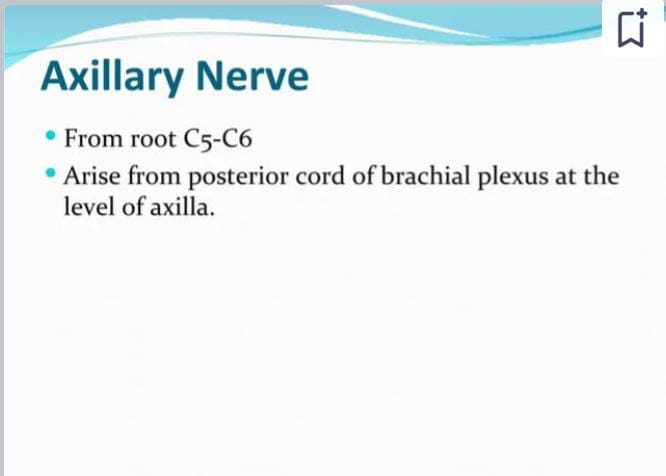 Axillary Nerve
• From root C5-C6
• Arise from posterior cord of brachial plexus at the
level of axilla.